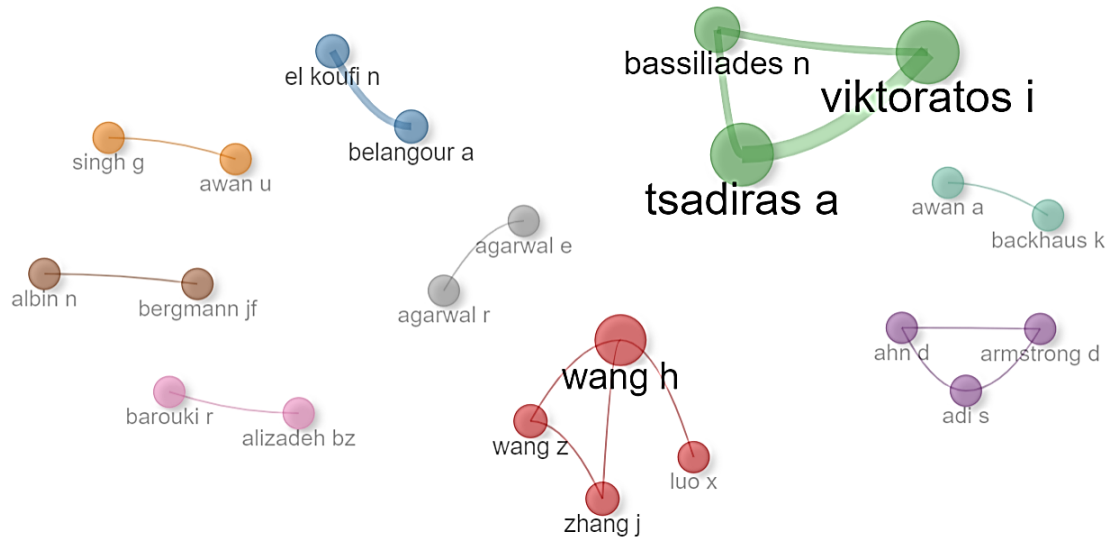 bassiliades n
el koufi n
viktoratos i
belangour a
singh g
awan u
tsadiras a
awan a
backhaus k
agarwal e
albin n
bergmann jf
agarwal r
ahn d
armstrong d
wang h
barouki r
adi s
alizadeh bz
wang z
luo x
zhang j